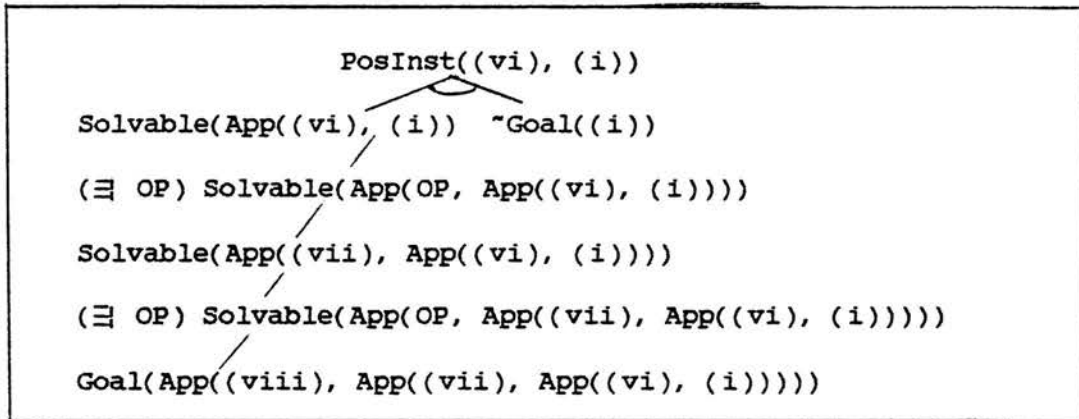 PosInst((vi), (i))
Solvable(App((vi), (i)) ~Goal((i))
(∃ OP) Solvable(App(OP, App((vi), (i))))
Solvable(App((vii), App((vi), (i))))
(∃ OP) Solvable(App(OP, App((vii), App((vi), (i)))))
Goal(App((viii), App((vii), App((vi), (i)))))